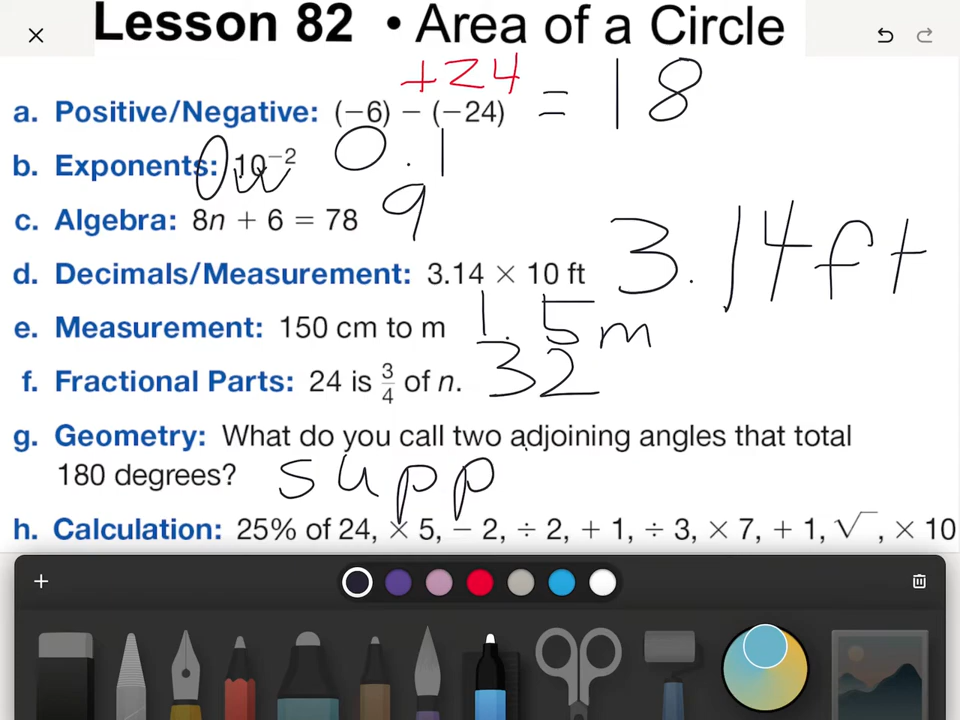 Lesson 82 • Area of a Circle
+24
a. Positive/Negative: (−6) − (−24) = 18
b. Exponents: 10⁻² 0.1
c. Algebra: 8n + 6 = 78 9
d. Decimals/Measurement: 3.14 × 10 ft 3.14 ft
e. Measurement: 150 cm to m 1.5 m
f. Fractional Parts: 24 is 3/4 of n. 32
g. Geometry: What do you call two adjoining angles that total
180 degrees? supp
h. Calculation: 25% of 24, × 5, − 2, ÷ 2, + 1, ÷ 3, × 7, + 1, √ , × 10